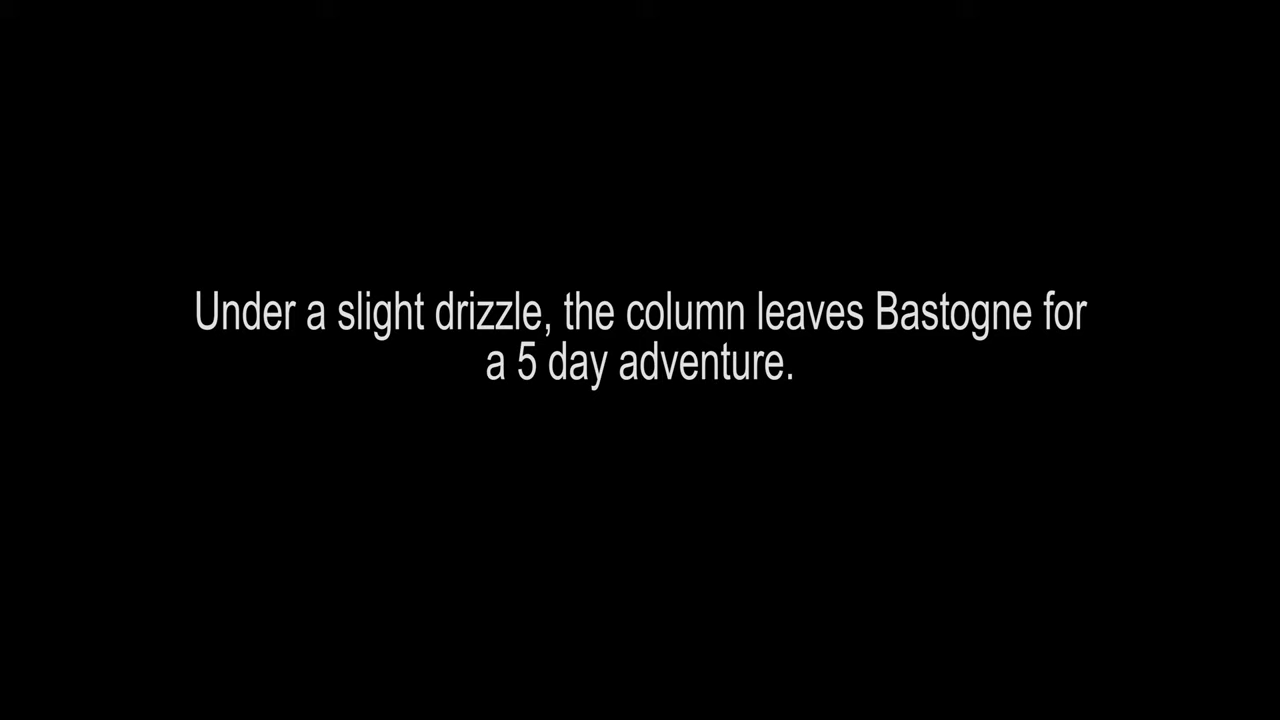 Under a slight drizzle, the column leaves Bastogne for
a 5 day adventure.